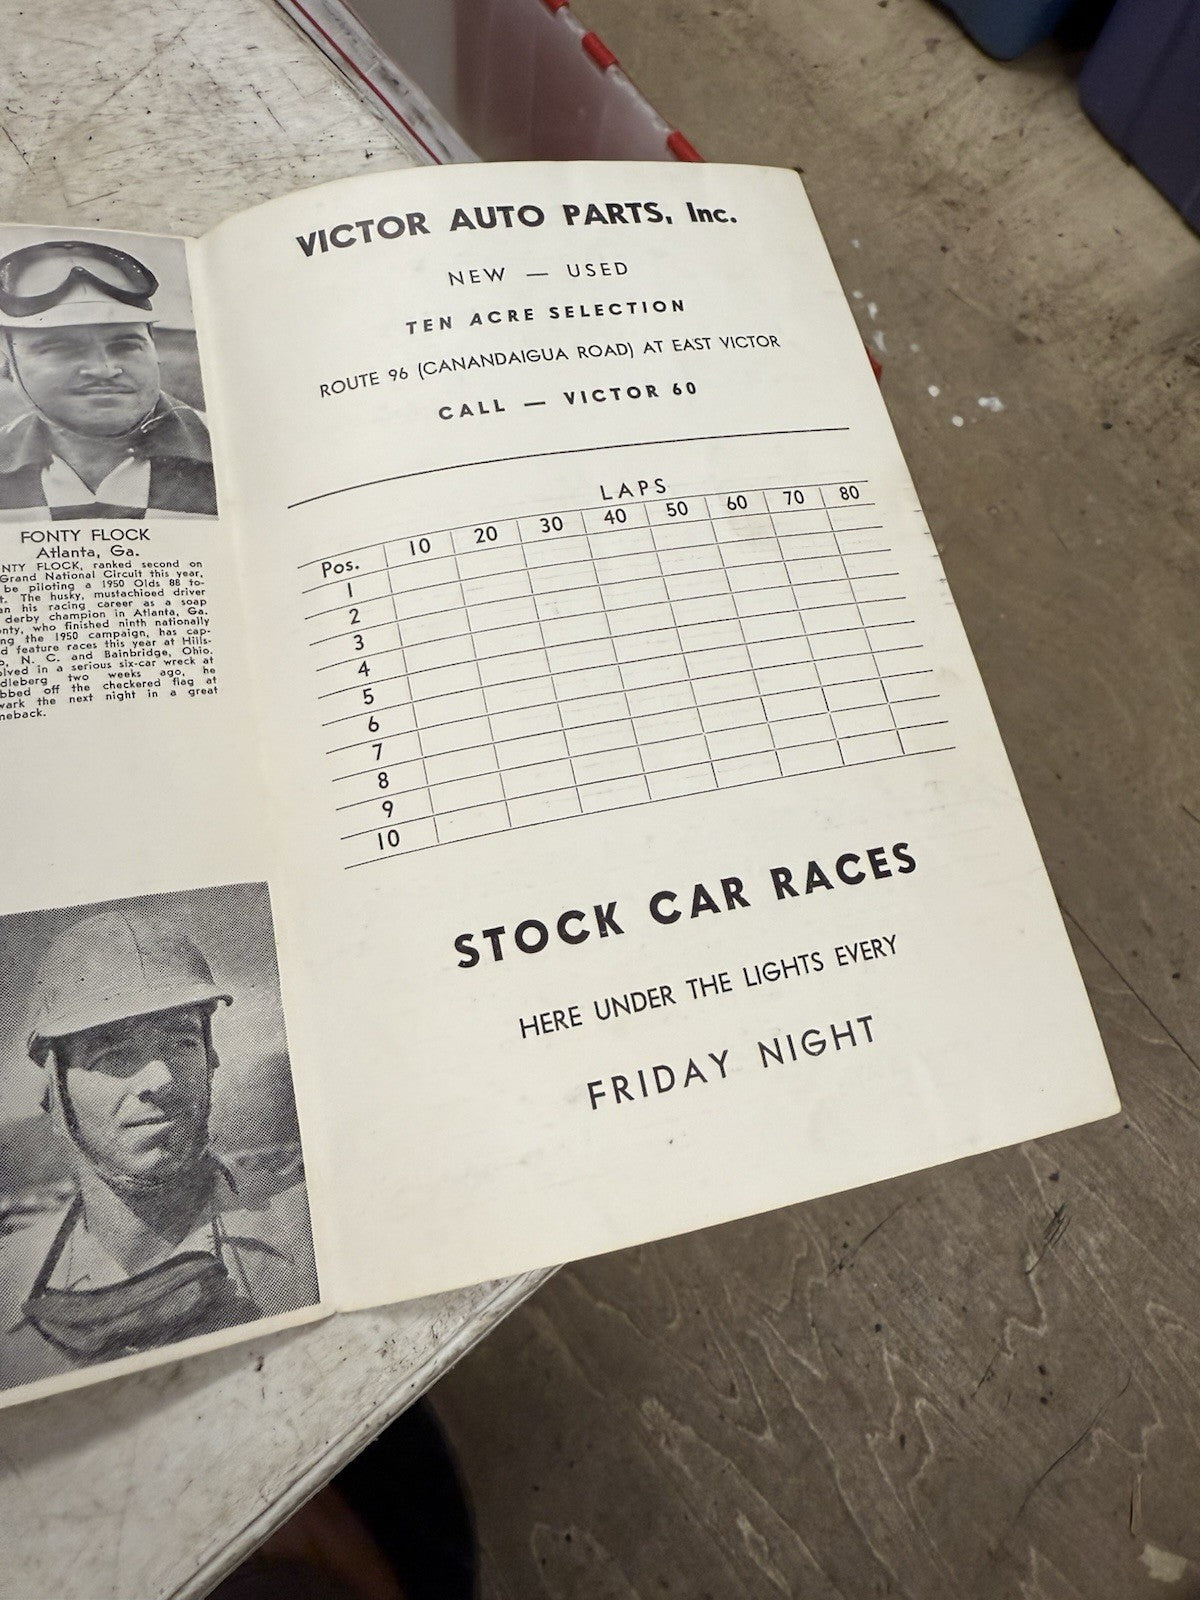 FONTY FLOCK
Atlanta, Ga.
FLOCK, ranked second on
Grand National Circuit this year,
be piloting a 1950 Olds 88 to-
The husky, mustachioed driver
his racing career as a soap
derby champion in Atlanta, Ga.
who finished ninth nationally
the 1950 campaign, has cap-
feature races this year at Hills-
N. C. and Bainbridge, Ohio.
in a serious six-car wreck at
two weeks ago, he
off the checkered flag at
the next night in a great
VICTOR AUTO PARTS, Inc.
NEW — USED
TEN ACRE SELECTION
ROUTE 96 (CANANDAIGUA ROAD) AT EAST VICTOR
CALL — VICTOR 60
LAPS
Pos. 10 20 30 40 50 60 70 80
1
2
3
4
5
6
7
8
9
10
STOCK CAR RACES
HERE UNDER THE LIGHTS EVERY
FRIDAY NIGHT